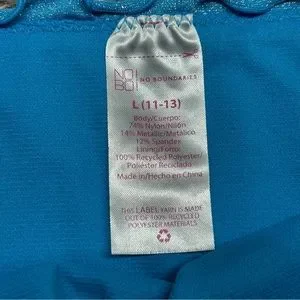 NO
BO!
NO BOUNDARIES
L (11-13)
Body/Cuerpo:
74% Nylon/Nailon
14% Metallic/Metálico
12% Spandex
Lining/Forro:
100% Recycled Polyester/
Poliéster Reciclado
Made in/Hecho en China
THIS LABEL YARN IS MADE
OUT OF 100% RECYCLED
POLYESTER MATERIALS